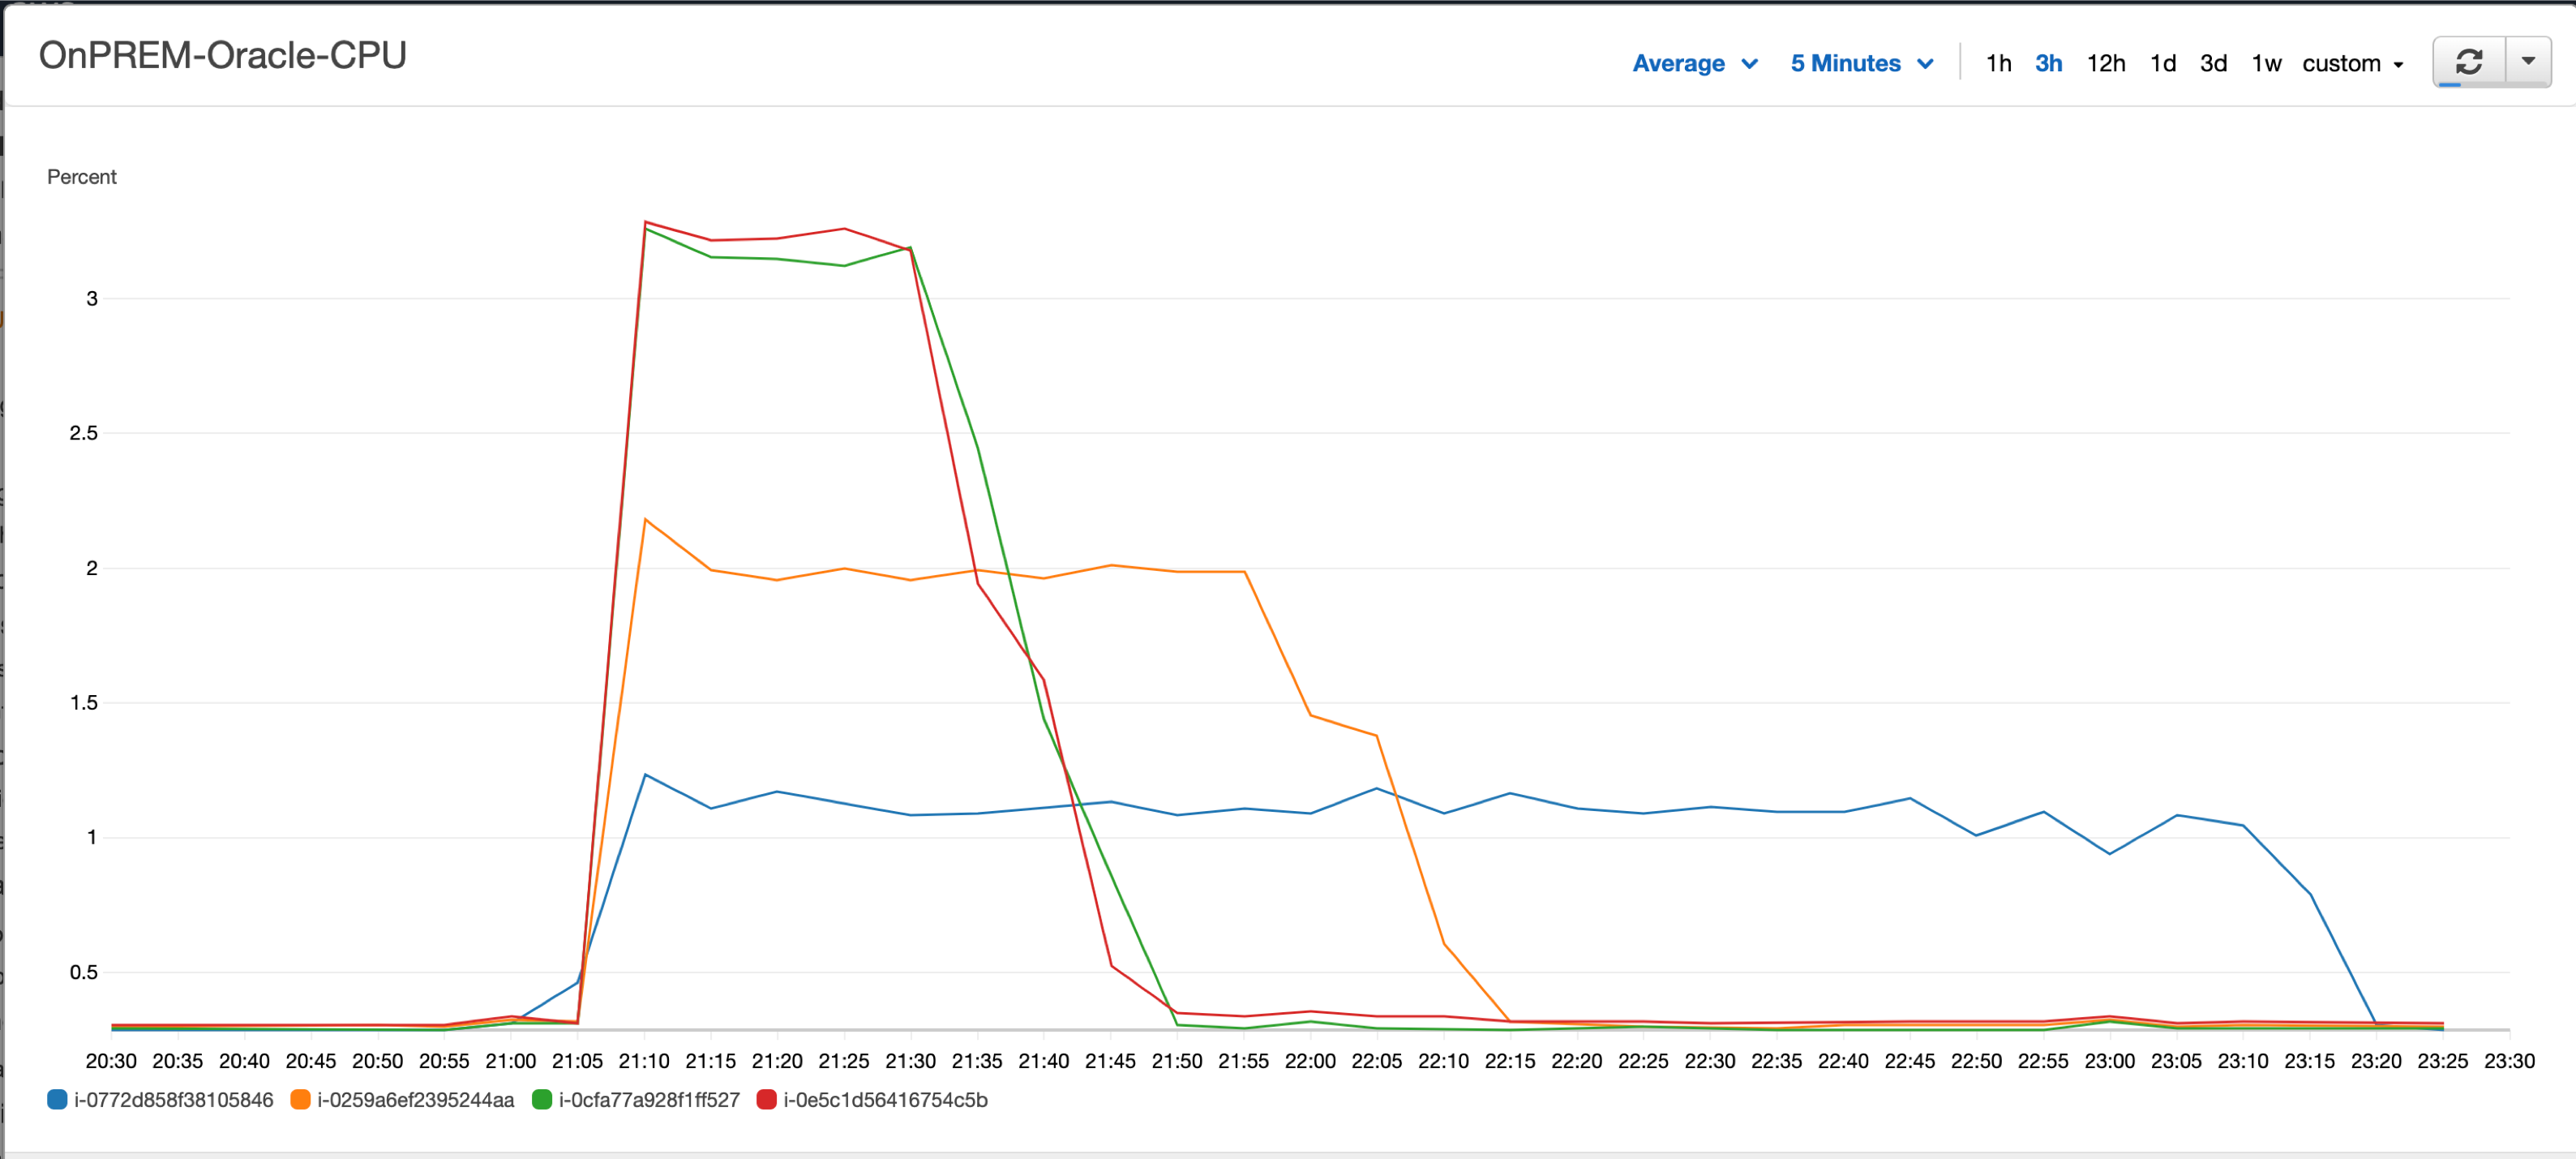 OnPREM-Oracle-CPU
Average 5 Minutes 1h 3h 12h 1d 3d 1w custom
Percent
3
2.5
2
1.5
1
0.5
20:30 20:35 20:40 20:45 20:50 20:55 21:00 21:05 21:10 21:15 21:20 21:25 21:30 21:35 21:40 21:45 21:50 21:55 22:00 22:05 22:10 22:15 22:20 22:25 22:30 22:35 22:40 22:45 22:50 22:55 23:00 23:05 23:10 23:15 23:20 23:25 23:30
i-0772d858f38105846 i-0259a6ef2395244aa i-0cfa77a928f1ff527 i-0e5c1d56416754c5b